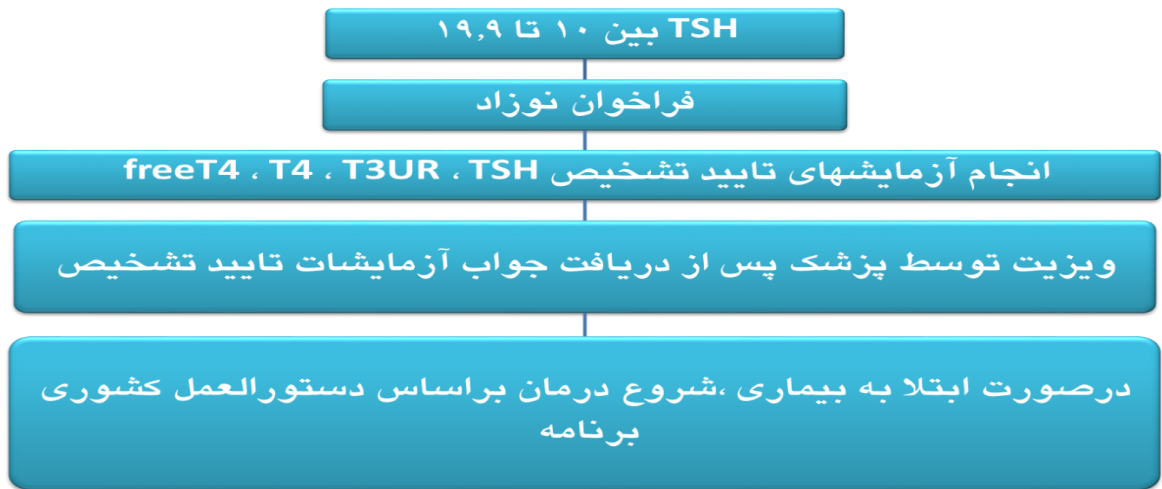 TSH بین ۱۰ تا ۱۹,۹
فراخوان نوزاد
انجام آزمایشهای تایید تشخیص freeT4 ، T4 ، T3UR ، TSH
ویزیت توسط پزشک پس از دریافت جواب آزمایشات تایید تشخیص
درصورت ابتلا به بیماری ،شروع درمان براساس دستورالعمل کشوری
برنامه